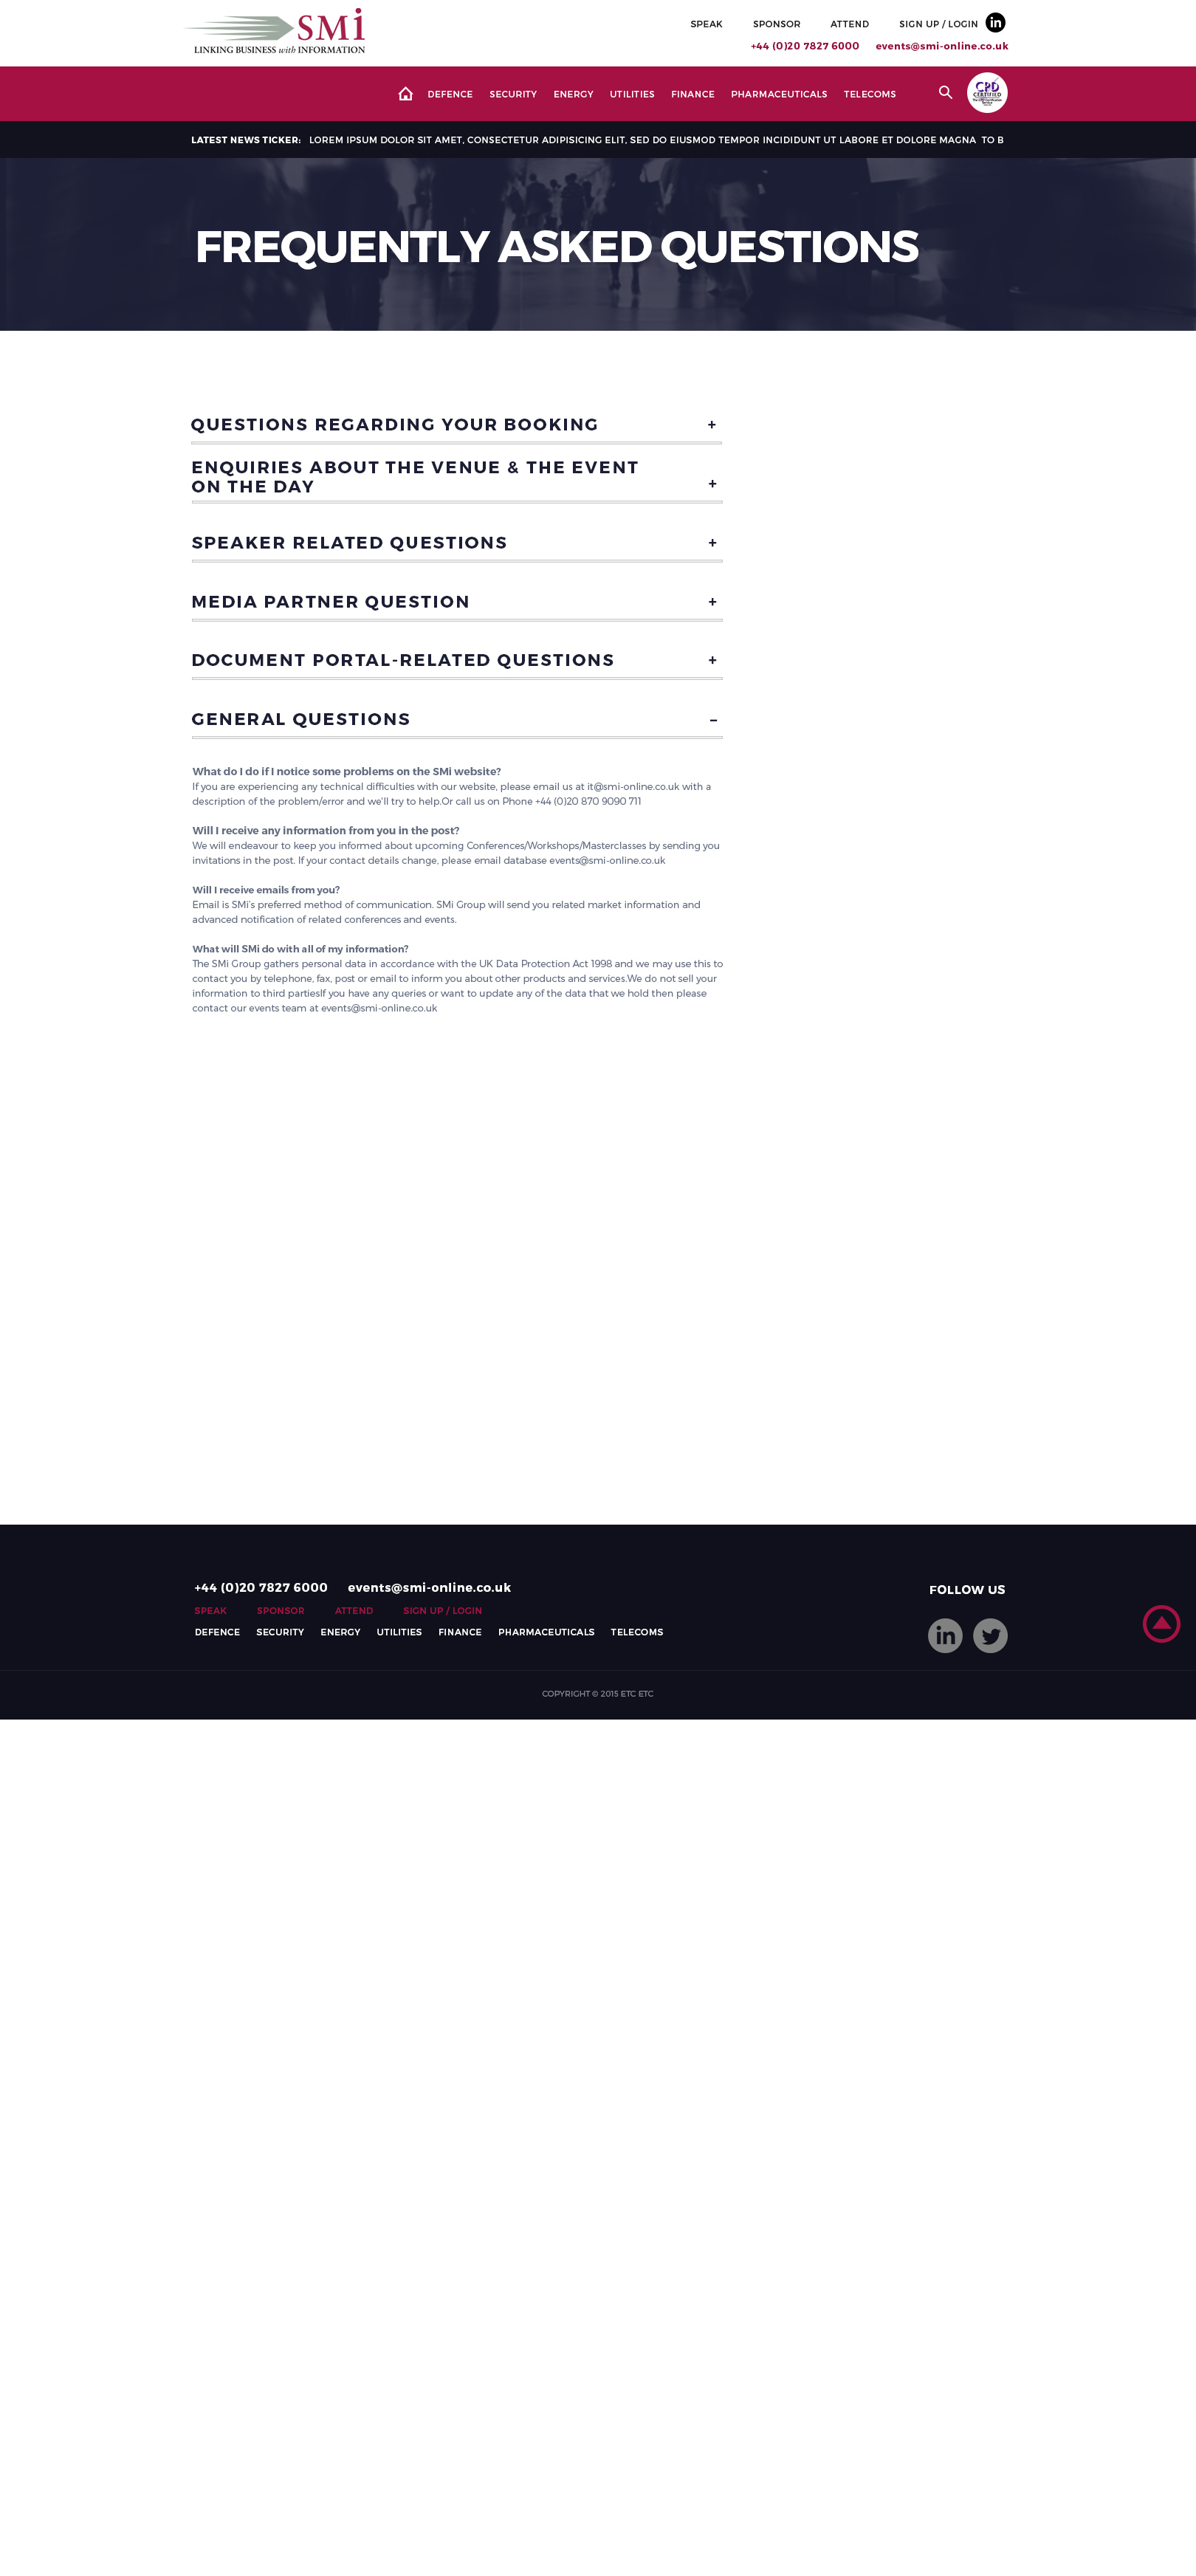 SMi
LINKING BUSINESS with INFORMATION
SPEAK SPONSOR ATTEND SIGN UP / LOGIN in
+44 (0)20 7827 6000 events@smi-online.co.uk
DEFENCE SECURITY ENERGY UTILITIES FINANCE PHARMACEUTICALS TELECOMS
CPD
CERTIFIED
LATEST NEWS TICKER: LOREM IPSUM DOLOR SIT AMET, CONSECTETUR ADIPISICING ELIT, SED DO EIUSMOD TEMPOR INCIDIDUNT UT LABORE ET DOLORE MAGNA TO B
FREQUENTLY ASKED QUESTIONS
QUESTIONS REGARDING YOUR BOOKING +
ENQUIRIES ABOUT THE VENUE & THE EVENT
ON THE DAY +
SPEAKER RELATED QUESTIONS +
MEDIA PARTNER QUESTION +
DOCUMENT PORTAL-RELATED QUESTIONS +
GENERAL QUESTIONS –
What do I do if I notice some problems on the SMi website?
If you are experiencing any technical difficulties with our website, please email us at it@smi-online.co.uk with a
description of the problem/error and we'll try to help.Or call us on Phone +44 (0)20 870 9090 711
Will I receive any information from you in the post?
We will endeavour to keep you informed about upcoming Conferences/Workshops/Masterclasses by sending you
invitations in the post. If your contact details change, please email database events@smi-online.co.uk
Will I receive emails from you?
Email is SMi's preferred method of communication. SMi Group will send you related market information and
advanced notification of related conferences and events.
What will SMi do with all of my information?
The SMi Group gathers personal data in accordance with the UK Data Protection Act 1998 and we may use this to
contact you by telephone, fax, post or email to inform you about other products and services.We do not sell your
information to third partiesIf you have any queries or want to update any of the data that we hold then please
contact our events team at events@smi-online.co.uk
+44 (0)20 7827 6000 events@smi-online.co.uk
FOLLOW US
SPEAK SPONSOR ATTEND SIGN UP / LOGIN
DEFENCE SECURITY ENERGY UTILITIES FINANCE PHARMACEUTICALS TELECOMS
in
COPYRIGHT © 2015 ETC ETC